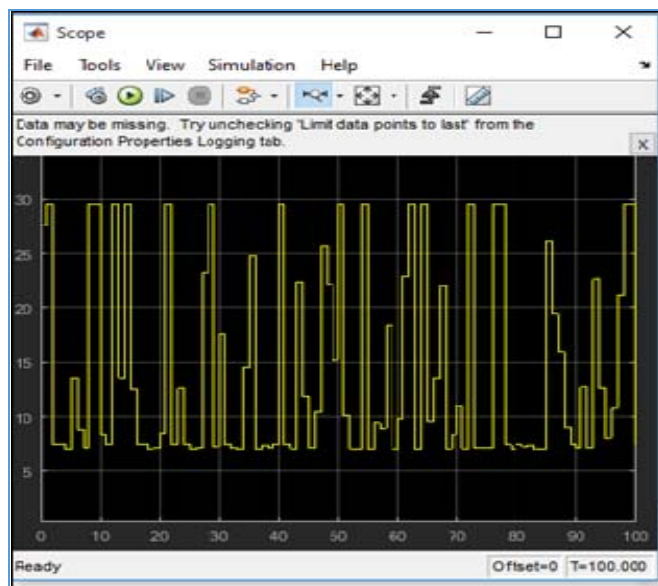 Scope
File Tools View Simulation Help
Data may be missing. Try unchecking 'Limit data points to last' from the
Configuration Properties Logging tab.
30
25
20
15
10
5
0 10 20 30 40 50 60 70 80 90 100
Ready Offset=0 T=100.000